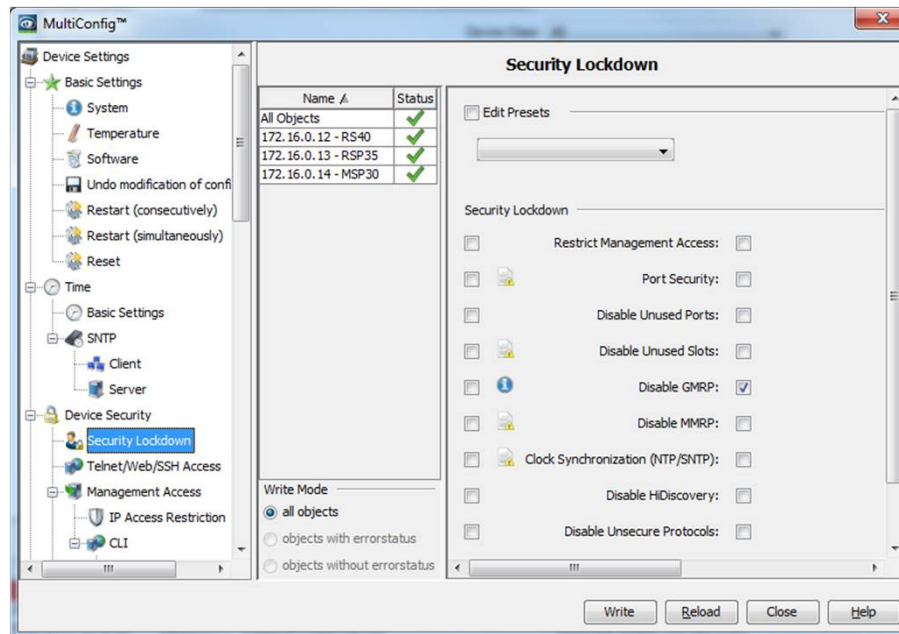 MultiConfig™
Device Settings
Basic Settings
System
Temperature
Software
Undo modification of confi
Restart (consecutively)
Restart (simultaneously)
Reset
Time
Basic Settings
SNTP
Client
Server
Device Security
Security Lockdown
Telnet/Web/SSH Access
Management Access
IP Access Restriction
CLI
Security Lockdown
Name Status
All Objects
172.16.0.12 - RS40
172.16.0.13 - RSP35
172.16.0.14 - MSP30
Write Mode
all objects
objects with errorstatus
objects without errorstatus
Edit Presets
Security Lockdown
Restrict Management Access:
Port Security:
Disable Unused Ports:
Disable Unused Slots:
Disable GMRP:
Disable MMRP:
Clock Synchronization (NTP/SNTP):
Disable HiDiscovery:
Disable Unsecure Protocols:
Write Reload Close Help